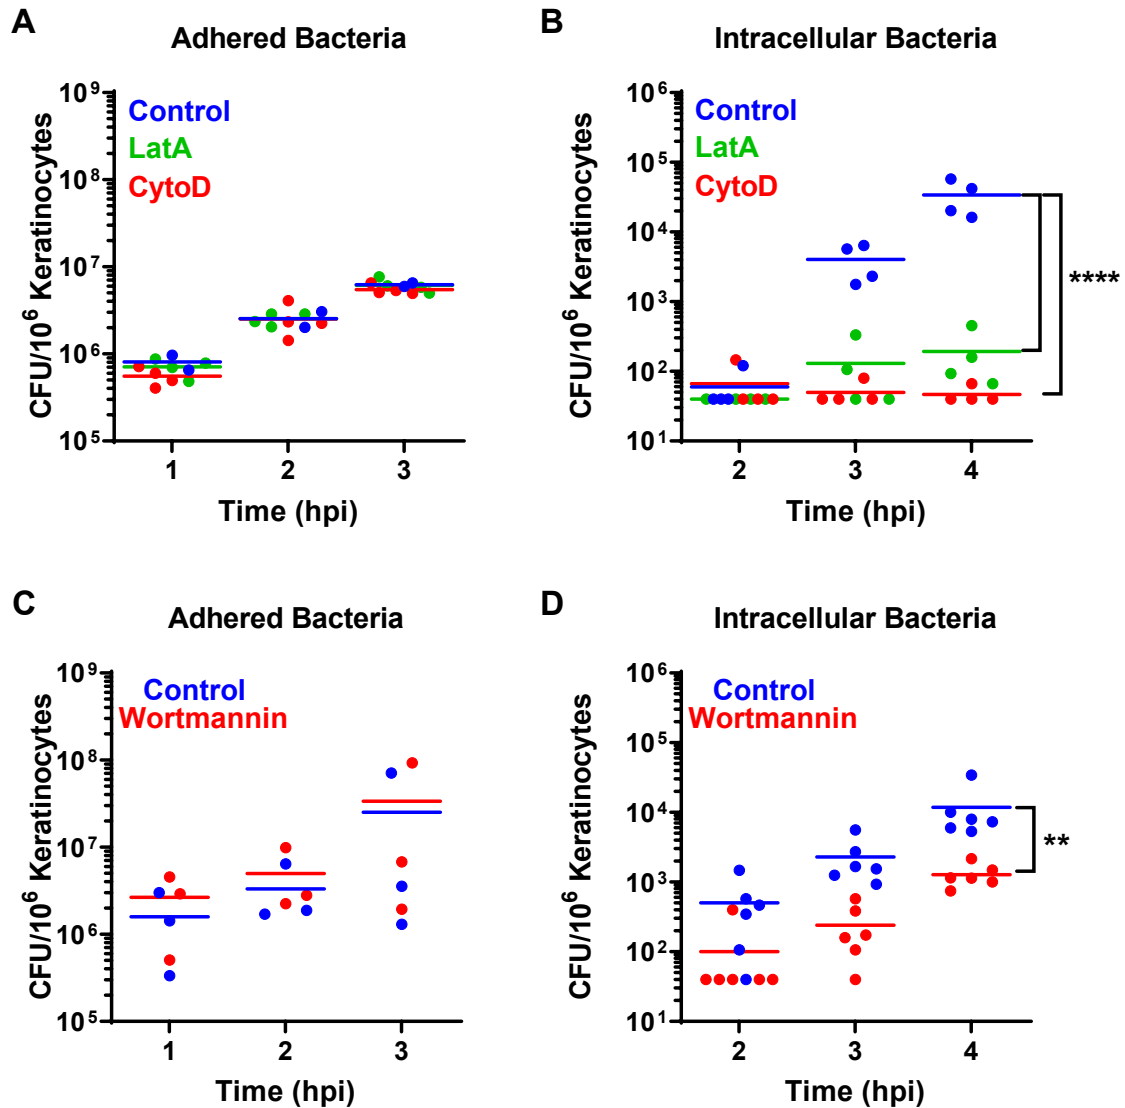 A
Adhered Bacteria
CFU/10⁶ Keratinocytes
10⁹
10⁸
10⁷
10⁶
10⁵
Control
LatA
CytoD
1 2 3
Time (hpi)
B
Intracellular Bacteria
CFU/10⁶ Keratinocytes
10⁶
10⁵
10⁴
10³
10²
10¹
Control
LatA
CytoD
****
2 3 4
Time (hpi)
C
Adhered Bacteria
CFU/10⁶ Keratinocytes
10⁹
10⁸
10⁷
10⁶
10⁵
Control
Wortmannin
1 2 3
Time (hpi)
D
Intracellular Bacteria
CFU/10⁶ Keratinocytes
10⁶
10⁵
10⁴
10³
10²
10¹
Control
Wortmannin
**
2 3 4
Time (hpi)